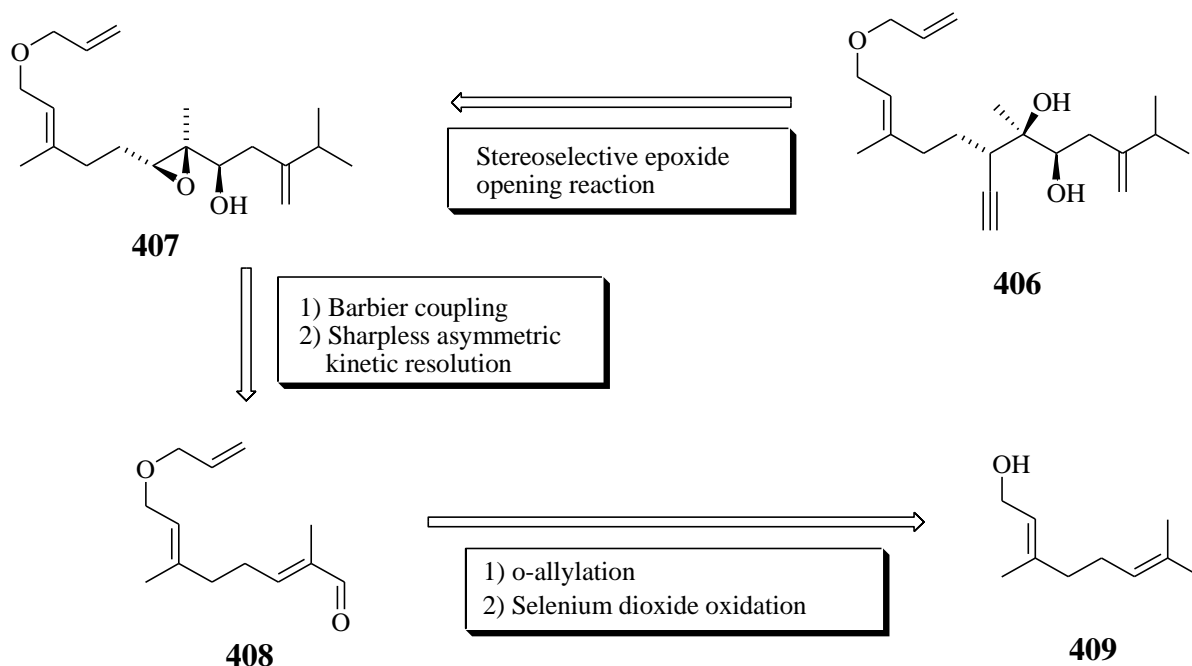 O
O
OH
Stereoselective epoxide
opening reaction
O
OH
OH
407
406
1) Barbier coupling
2) Sharpless asymmetric
kinetic resolution
O
OH
1) o-allylation
2) Selenium dioxide oxidation
O
408
409